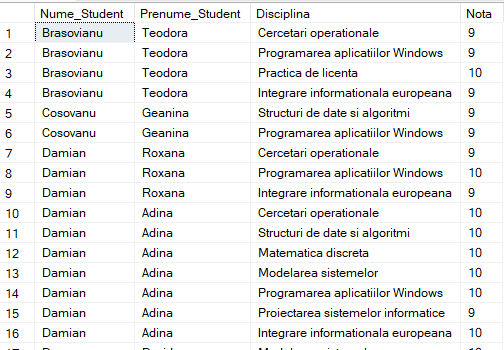 Nume_Student Prenume_Student Disciplina Nota
1 Brasovianu Teodora Cercetari operationale 9
2 Brasovianu Teodora Programarea aplicatiilor Windows 9
3 Brasovianu Teodora Practica de licenta 10
4 Brasovianu Teodora Integrare informationala europeana 9
5 Cosovanu Geanina Structuri de date si algoritmi 9
6 Cosovanu Geanina Programarea aplicatiilor Windows 9
7 Damian Roxana Cercetari operationale 9
8 Damian Roxana Programarea aplicatiilor Windows 10
9 Damian Roxana Integrare informationala europeana 9
10 Damian Adina Cercetari operationale 10
11 Damian Adina Structuri de date si algoritmi 10
12 Damian Adina Matematica discreta 10
13 Damian Adina Modelarea sistemelor 10
14 Damian Adina Programarea aplicatiilor Windows 10
15 Damian Adina Proiectarea sistemelor informatice 9
16 Damian Adina Integrare informationala europeana 10